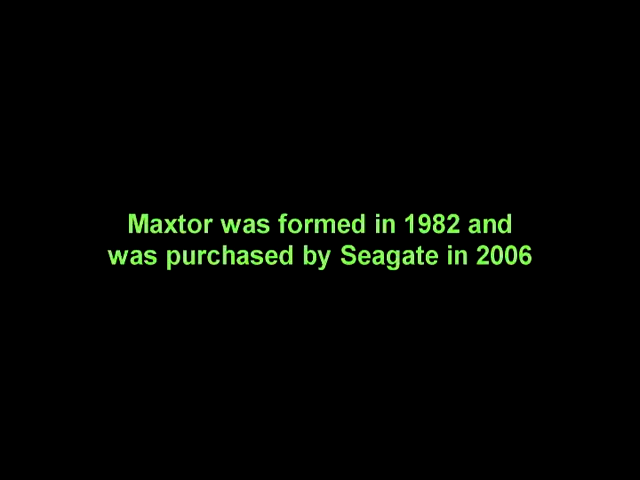 Maxtor was formed in 1982 and
was purchased by Seagate in 2006